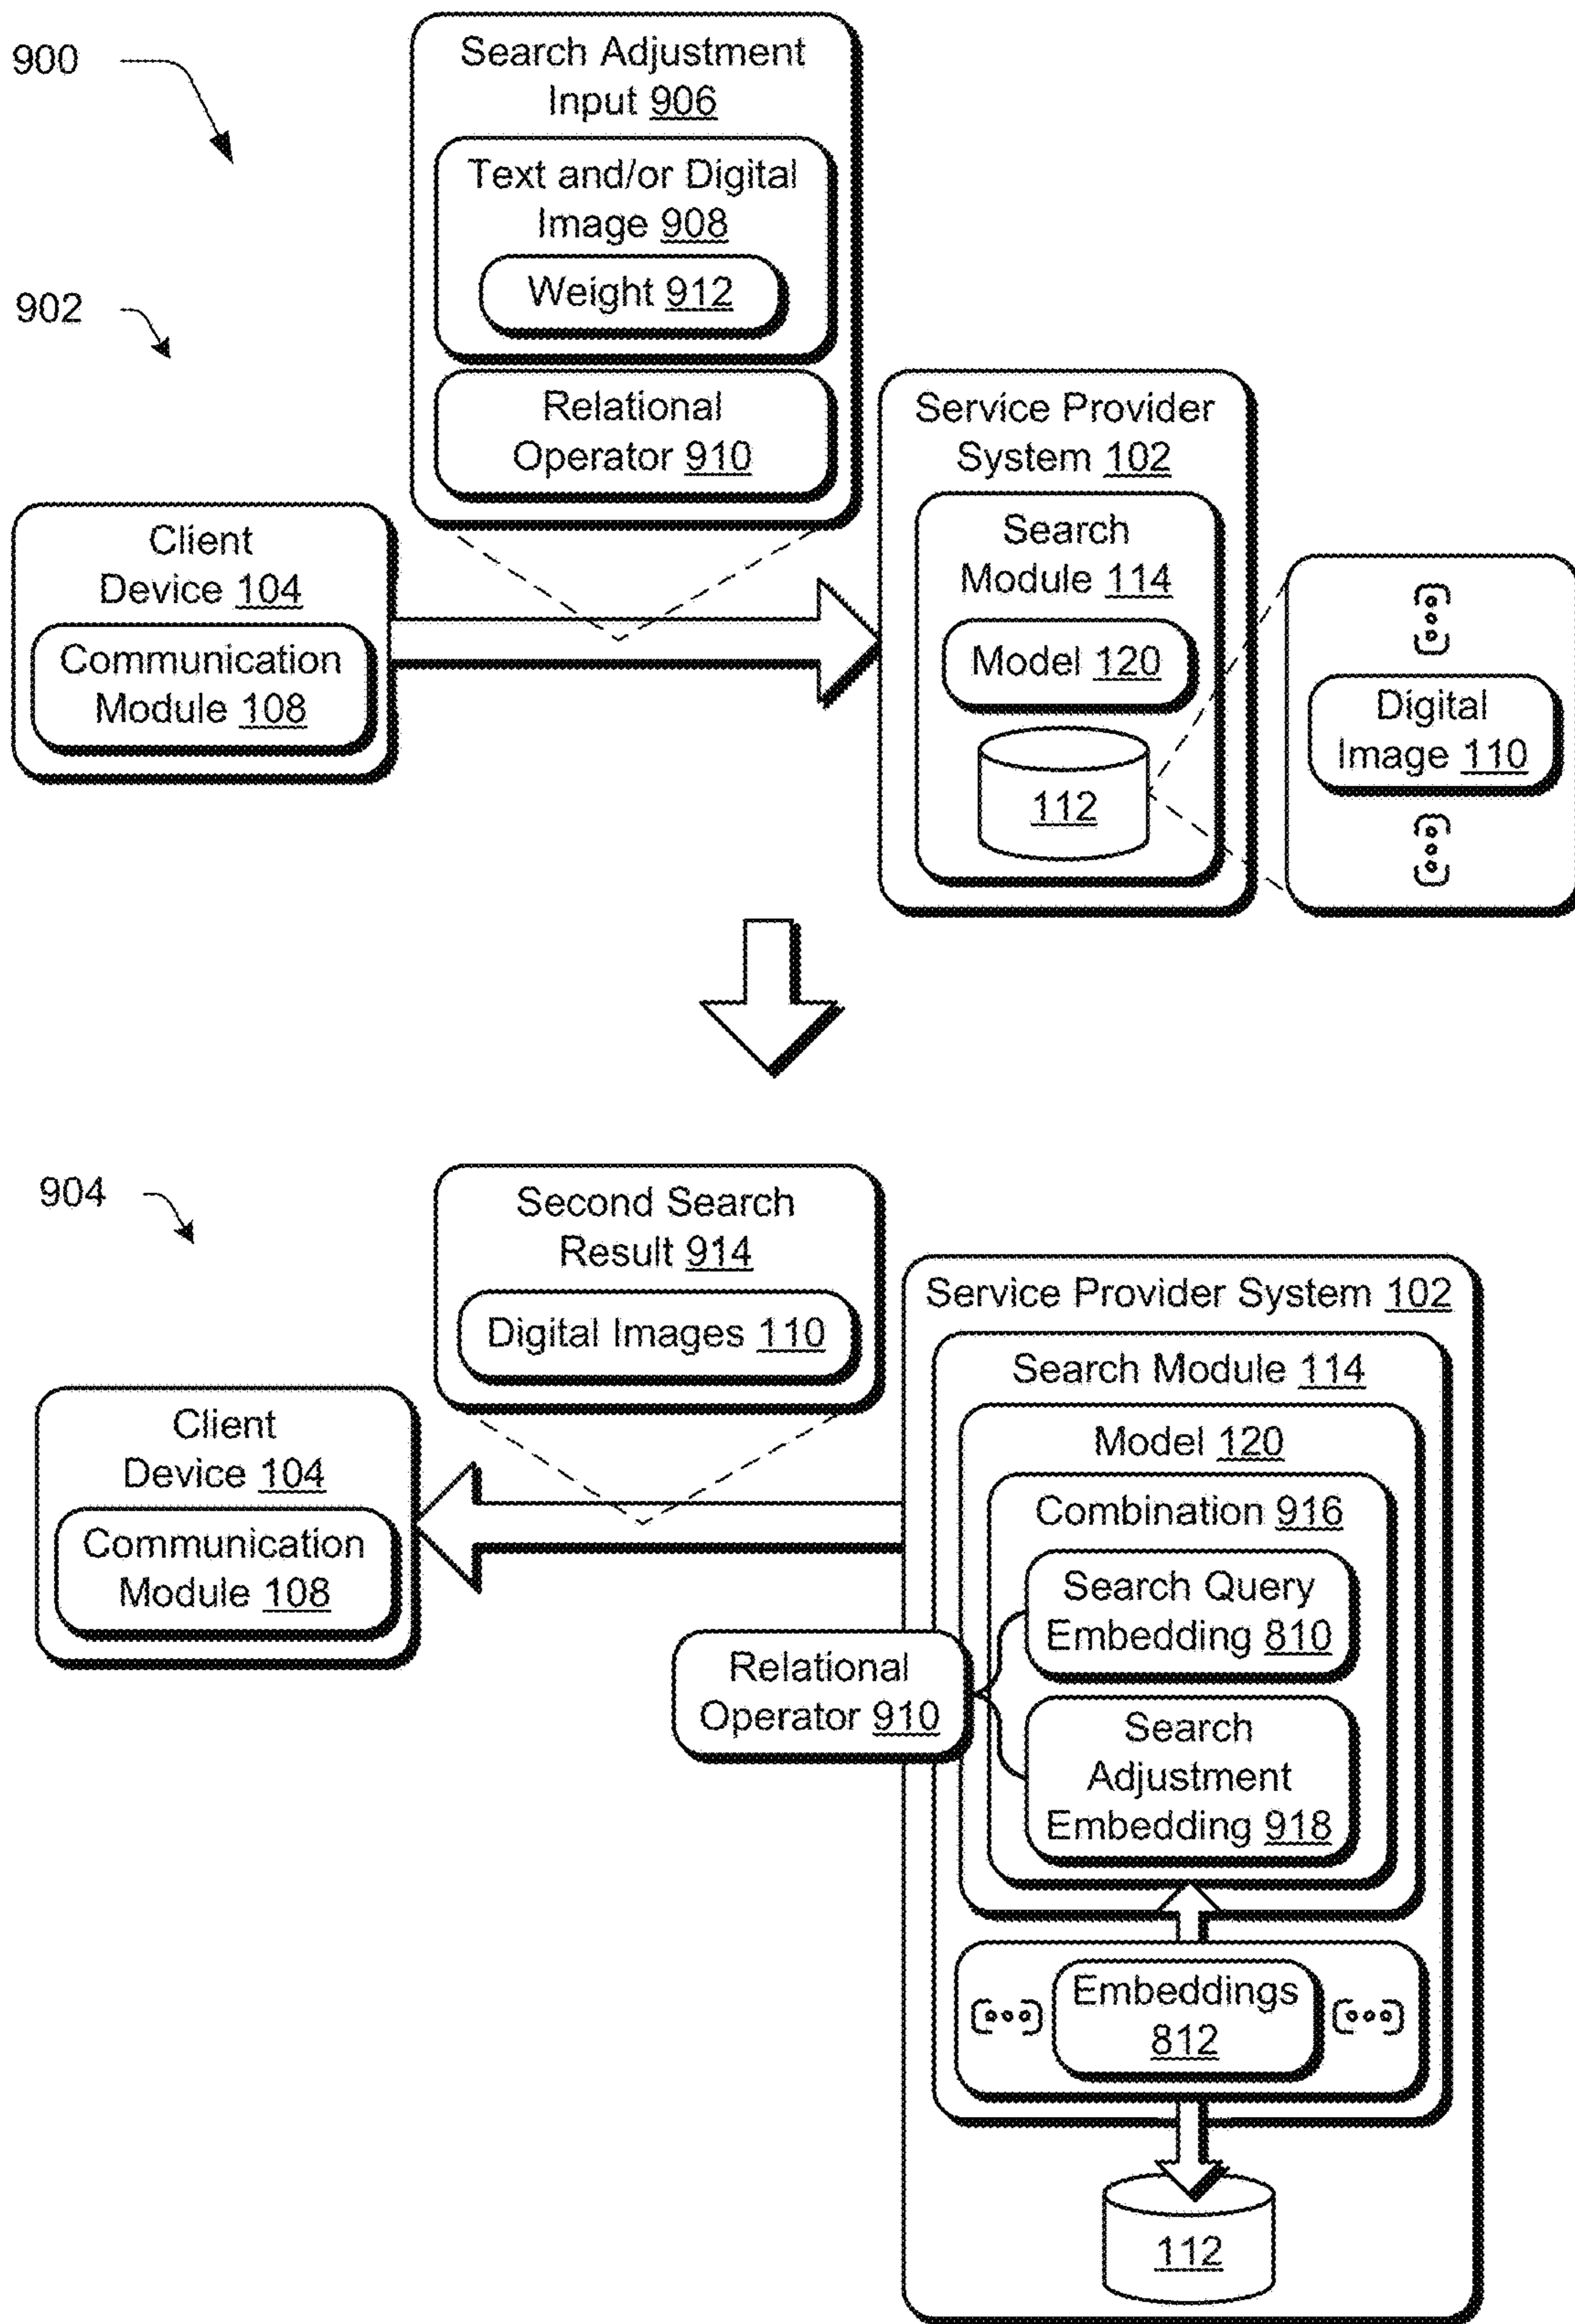 900
Search Adjustment
Input 906
Text and/or Digital
Image 908
Weight 912
902
Relational
Operator 910
Service Provider
System 102
Search
Module 114
Model 120
112
Client
Device 104
Communication
Module 108
Digital
Image 110
904
Second Search
Result 914
Digital Images 110
Service Provider System 102
Search Module 114
Model 120
Combination 916
Search Query
Embedding 810
Search
Adjustment
Embedding 918
Client
Device 104
Communication
Module 108
Relational
Operator 910
Embeddings
812
112